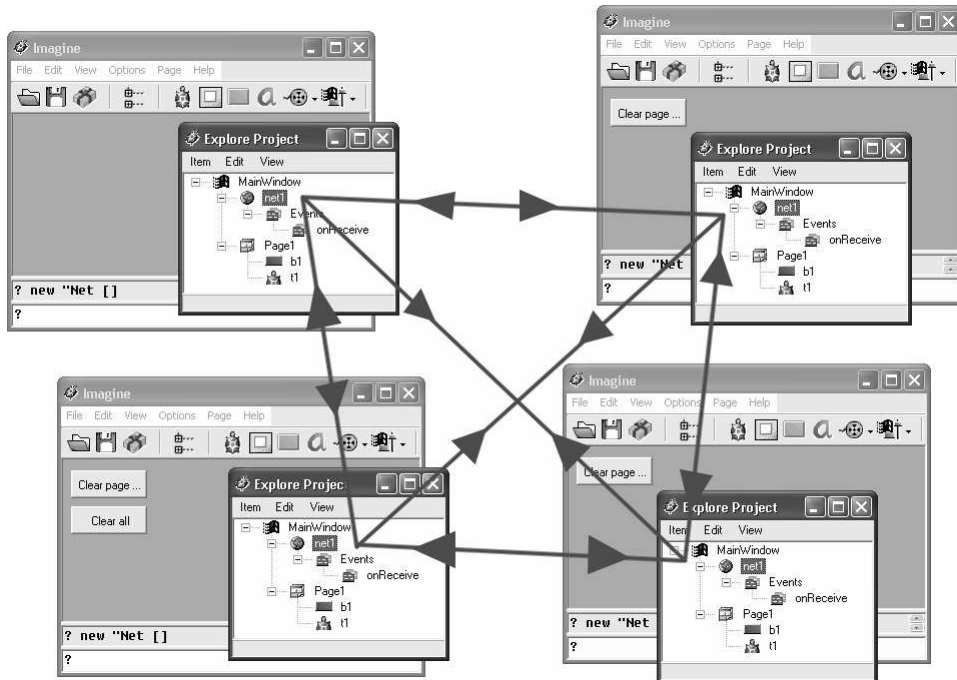 Imagine
File Edit View Options Page Help
Explore Project
Item Edit View
MainWindow
net1
Events
onReceive
Page1
b1
t1
? new "Net []
?
Imagine
File Edit View Options Page Help
Clear page ...
Explore Project
Item Edit View
MainWindow
net1
Events
onReceive
Page1
b1
t1
? new "Net
?
Imagine
File Edit View Options Page Help
Clear page ...
Clear all
Explore Projec
Item Edit View
MainWindow
net1
Events
onReceive
Page1
b1
t1
? new "Net []
?
Imagine
File Edit View Options Page Help
Clear page ...
Explore Project
Item Edit View
MainWindow
net1
Events
onReceive
Page1
b1
t1
? new "Net
?